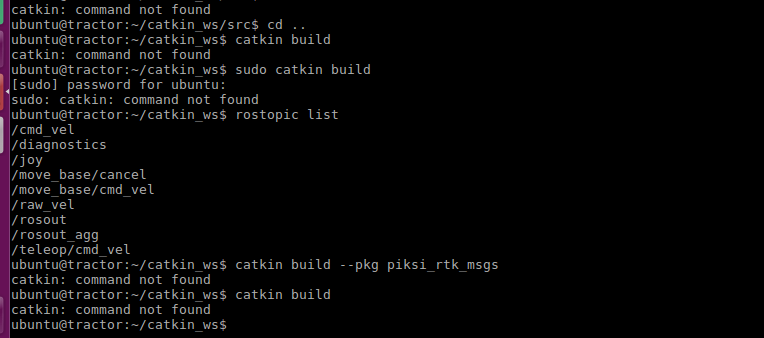 catkin: command not found
ubuntu@tractor:~/catkin_ws/src$ cd ..
ubuntu@tractor:~/catkin_ws$ catkin build
catkin: command not found
ubuntu@tractor:~/catkin_ws$ sudo catkin build
[sudo] password for ubuntu:
sudo: catkin: command not found
ubuntu@tractor:~/catkin_ws$ rostopic list
/cmd_vel
/diagnostics
/joy
/move_base/cancel
/move_base/cmd_vel
/raw_vel
/rosout
/rosout_agg
/teleop/cmd_vel
ubuntu@tractor:~/catkin_ws$ catkin build --pkg piksi_rtk_msgs
catkin: command not found
ubuntu@tractor:~/catkin_ws$ catkin build
catkin: command not found
ubuntu@tractor:~/catkin_ws$